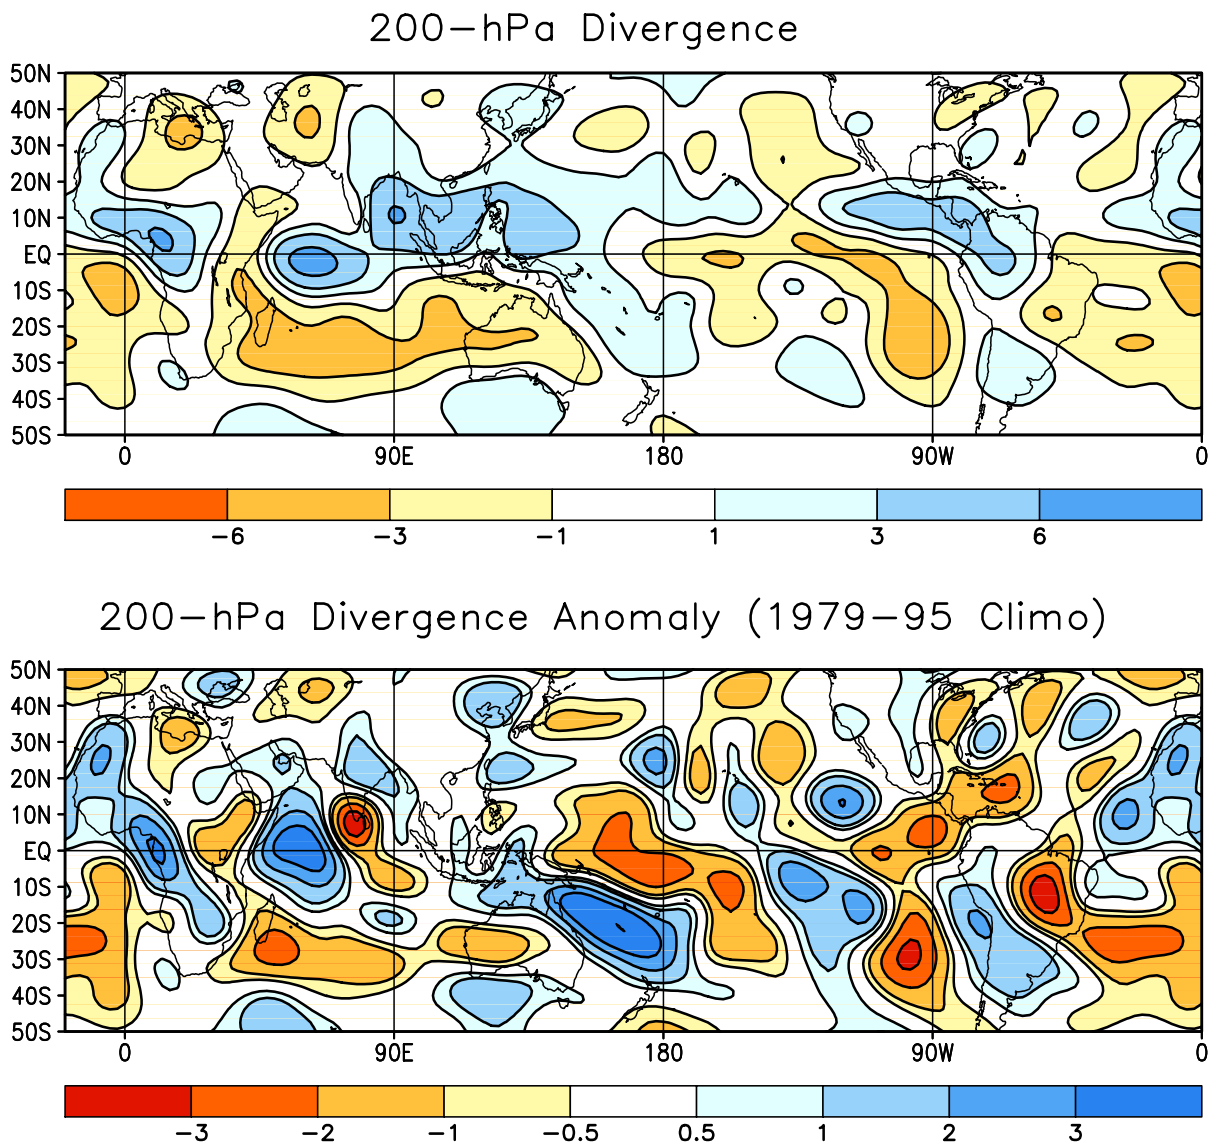 200-hPa Divergence
50N
40N
30N
20N
10N
EQ
10S
20S
30S
40S
50S
0 90E 180 90W 0
-6 -3 -1 1 3 6
200-hPa Divergence Anomaly (1979-95 Climo)
50N
40N
30N
20N
10N
EQ
10S
20S
30S
40S
50S
0 90E 180 90W 0
-3 -2 -1 -0.5 0.5 1 2 3